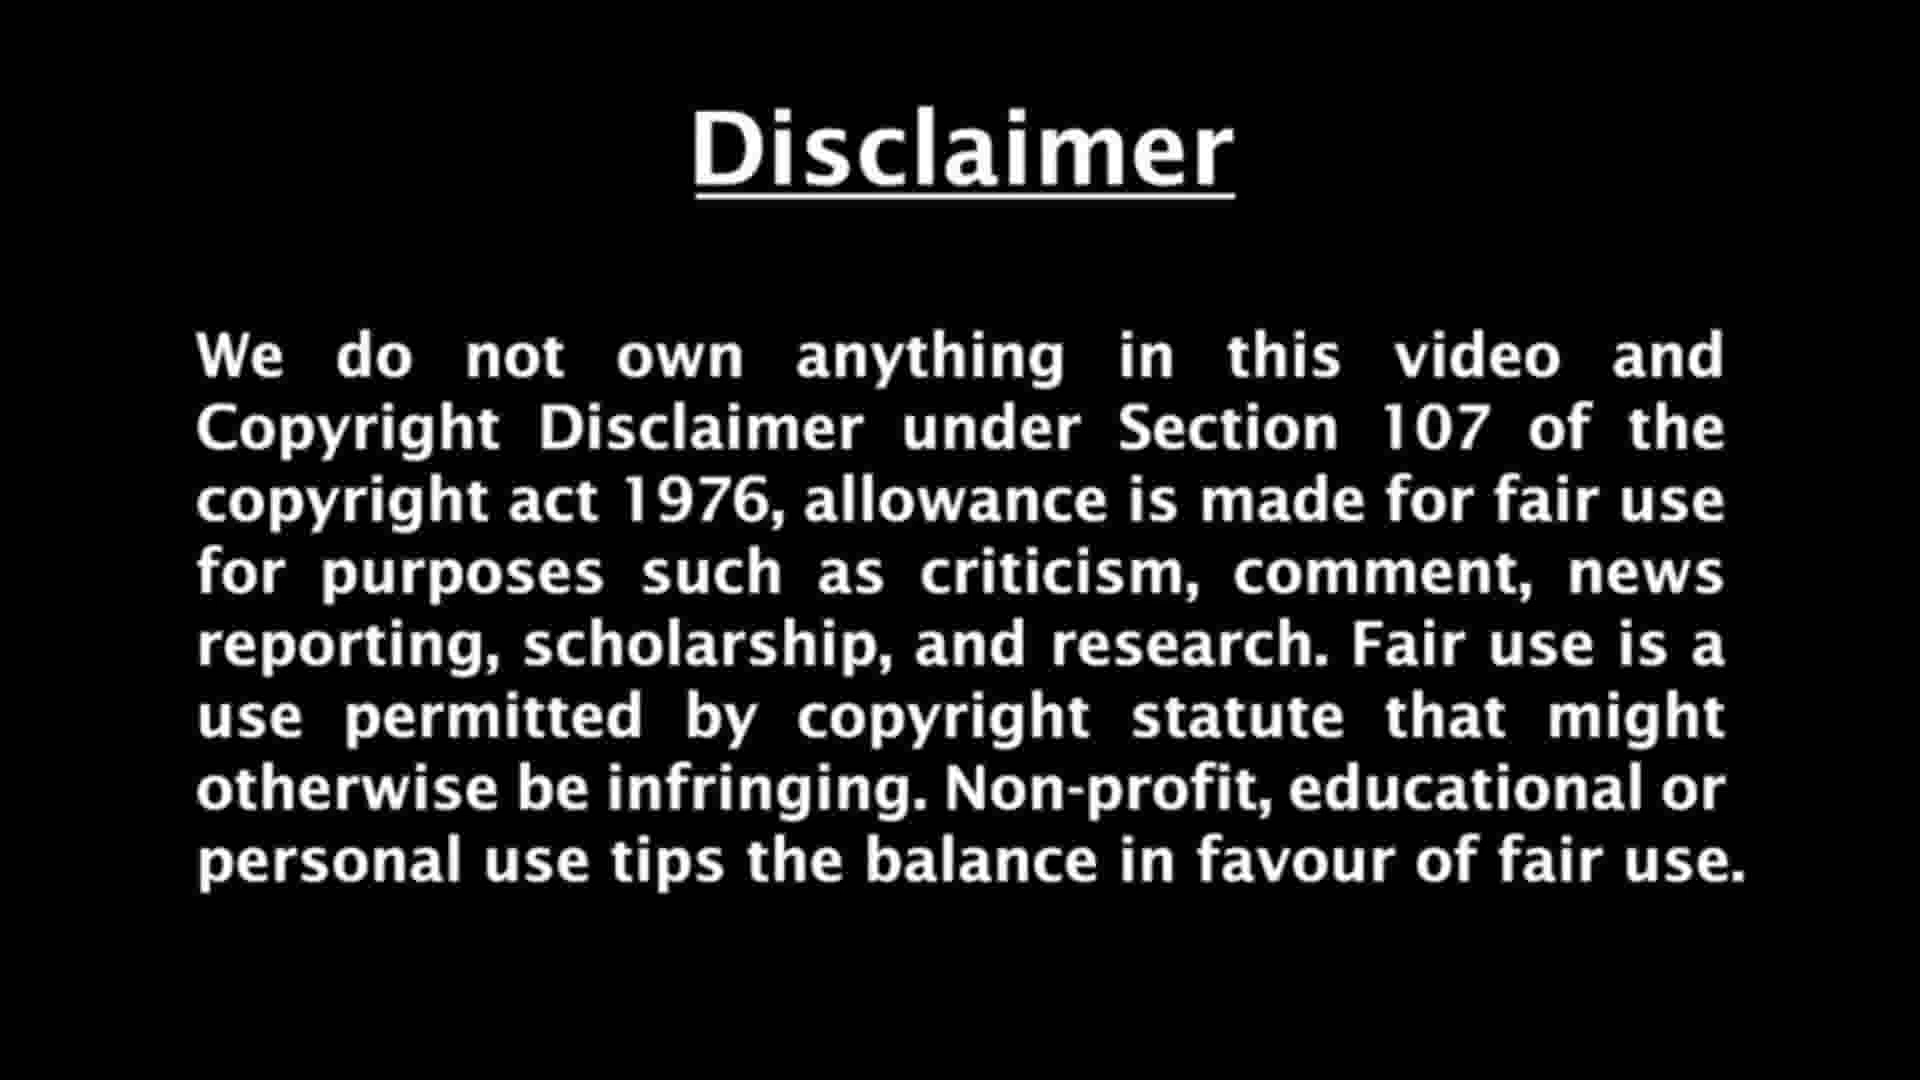 Disclaimer
We do not own anything in this video and
Copyright Disclaimer under Section 107 of the
copyright act 1976, allowance is made for fair use
for purposes such as criticism, comment, news
reporting, scholarship, and research. Fair use is a
use permitted by copyright statute that might
otherwise be infringing. Non-profit, educational or
personal use tips the balance in favour of fair use.